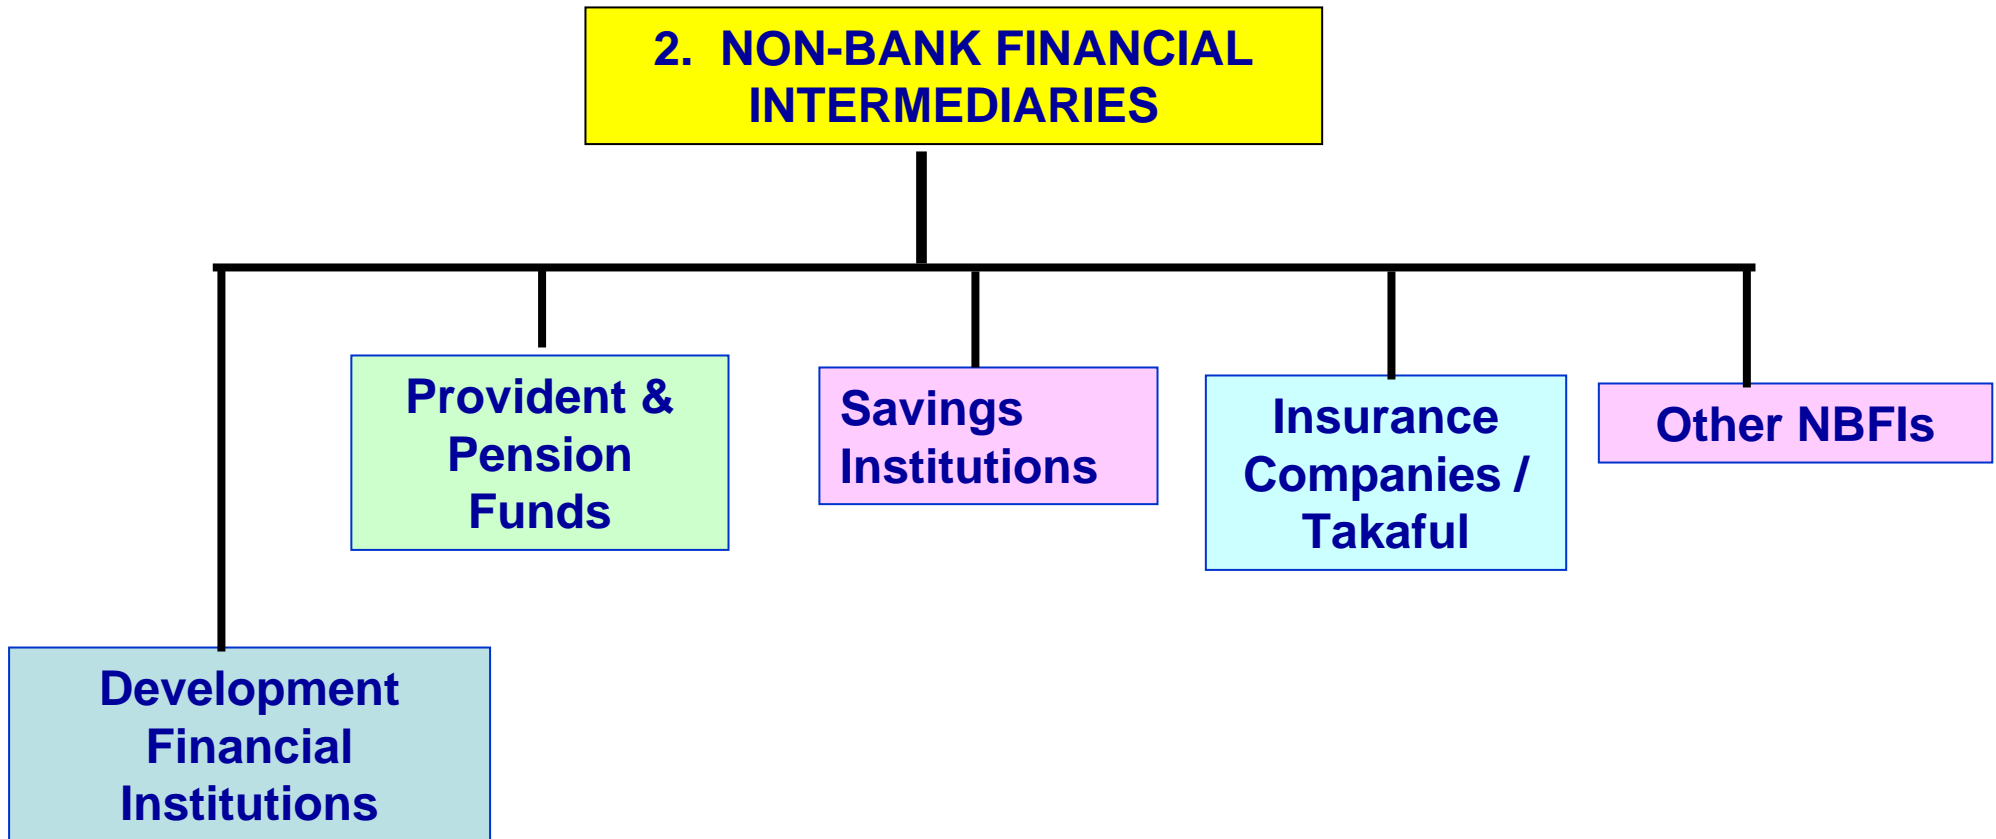 2. NON-BANK FINANCIAL
INTERMEDIARIES
Provident &
Pension
Funds
Savings
Institutions
Insurance
Companies /
Takaful
Other NBFIs
Development
Financial
Institutions